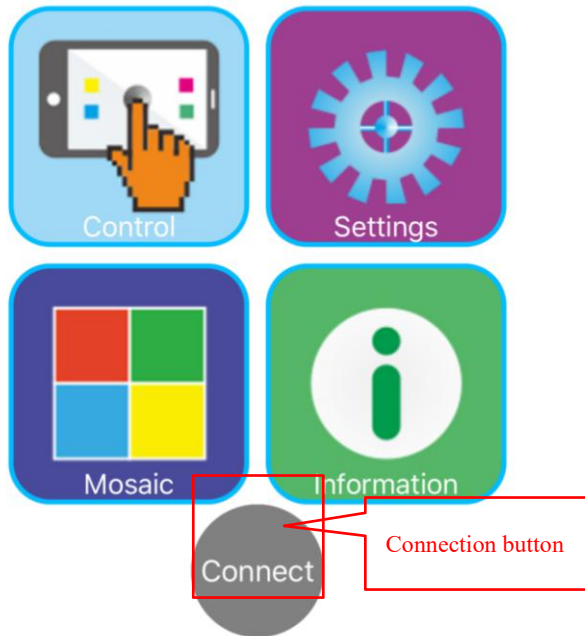 Control
Settings
Mosaic
Information
Connection button
Connect